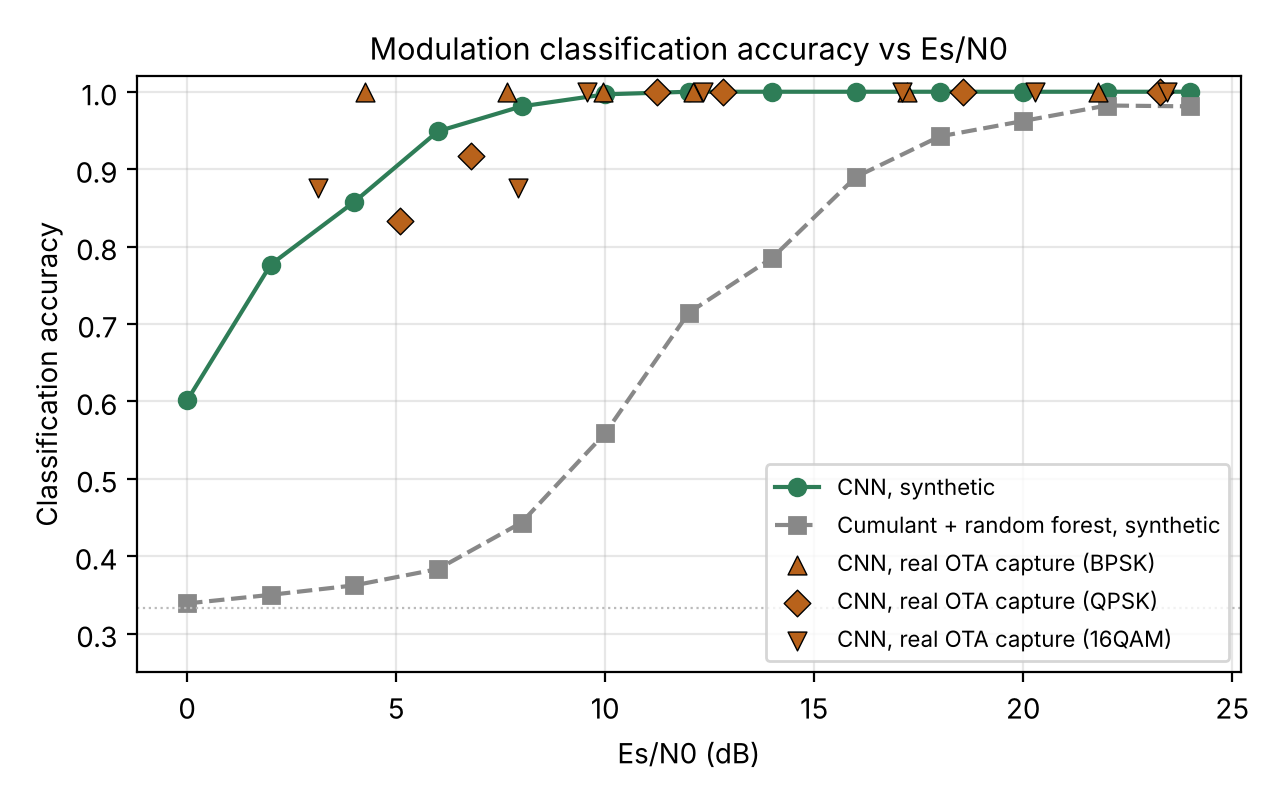 Modulation classification accuracy vs Es/N0
Classification accuracy
1.0
0.9
0.8
0.7
0.6
0.5
0.4
0.3
CNN, synthetic
Cumulant + random forest, synthetic
CNN, real OTA capture (BPSK)
CNN, real OTA capture (QPSK)
CNN, real OTA capture (16QAM)
0 5 10 15 20 25
Es/N0 (dB)